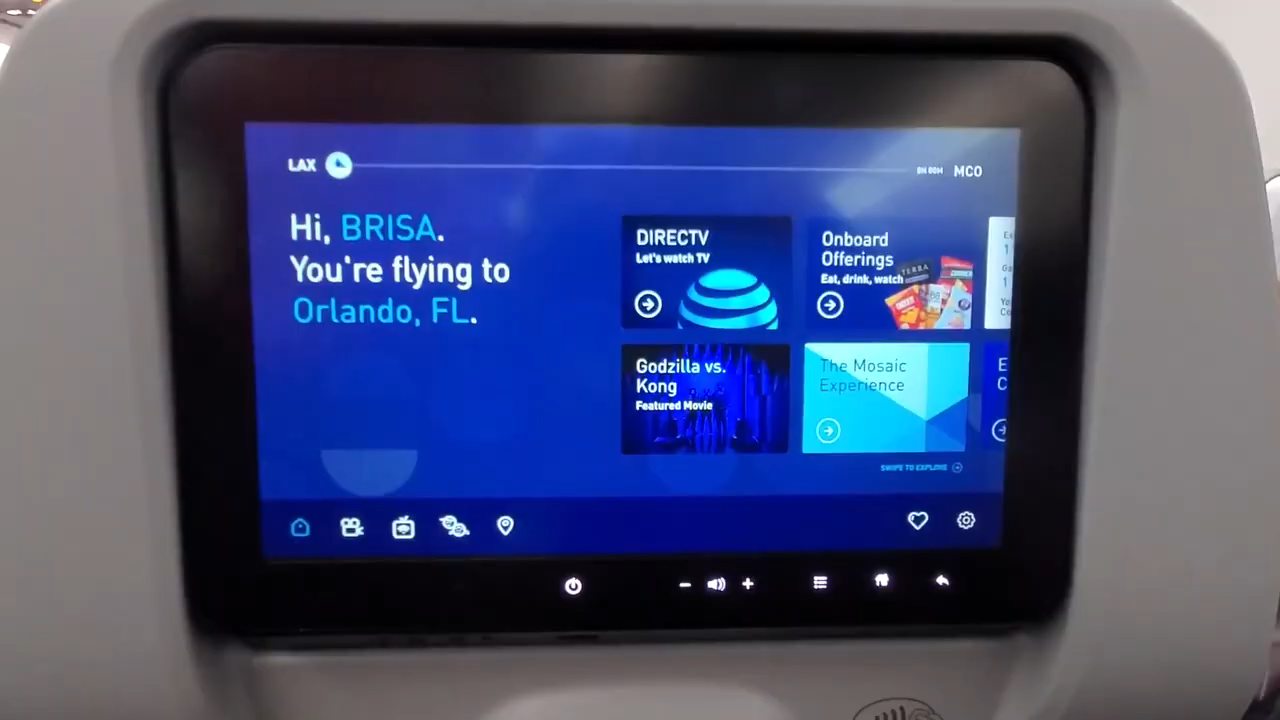 LAX
MCO
Hi, BRISA.
You're flying to
Orlando, FL.
DIRECTV
Let's watch TV
Onboard
Offerings
Eat, drink, watch
TERRA
Godzilla vs.
Kong
Featured Movie
The Mosaic
Experience
E
C
SWIPE TO EXPLORE